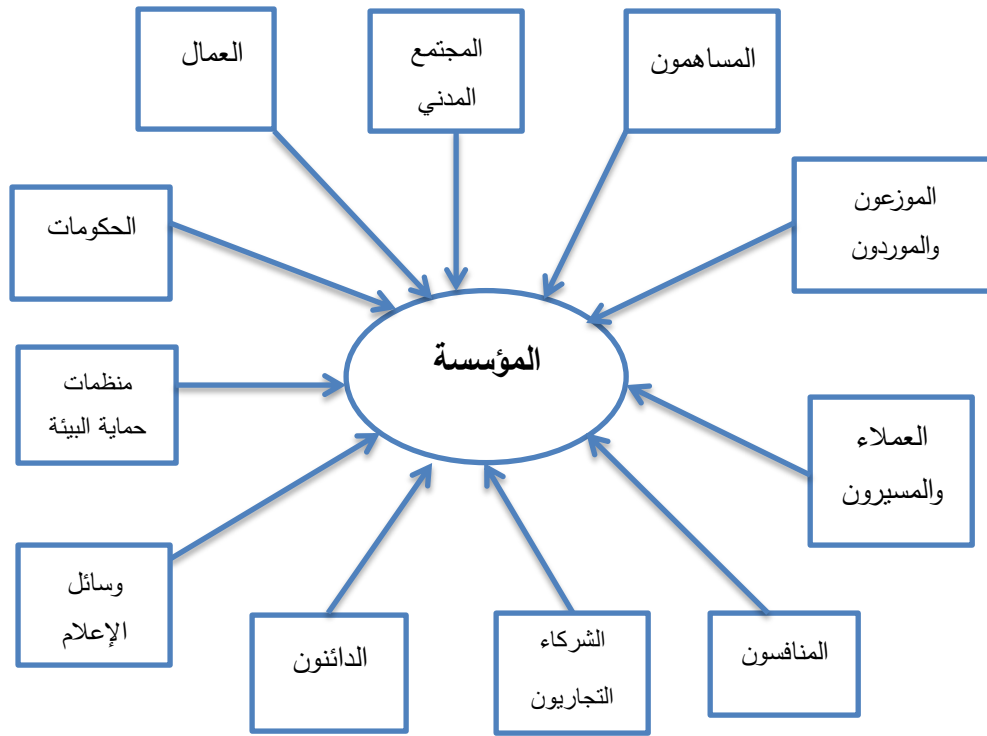 المساهمون
المجتمع
المدني
العمال
الموزعون
والموردون
الحكومات
المؤسسة
منظمات
حماية البيئة
العملاء
والمسيرون
وسائل
الإعلام
الدائنون
الشركاء
التجاريون
المنافسون